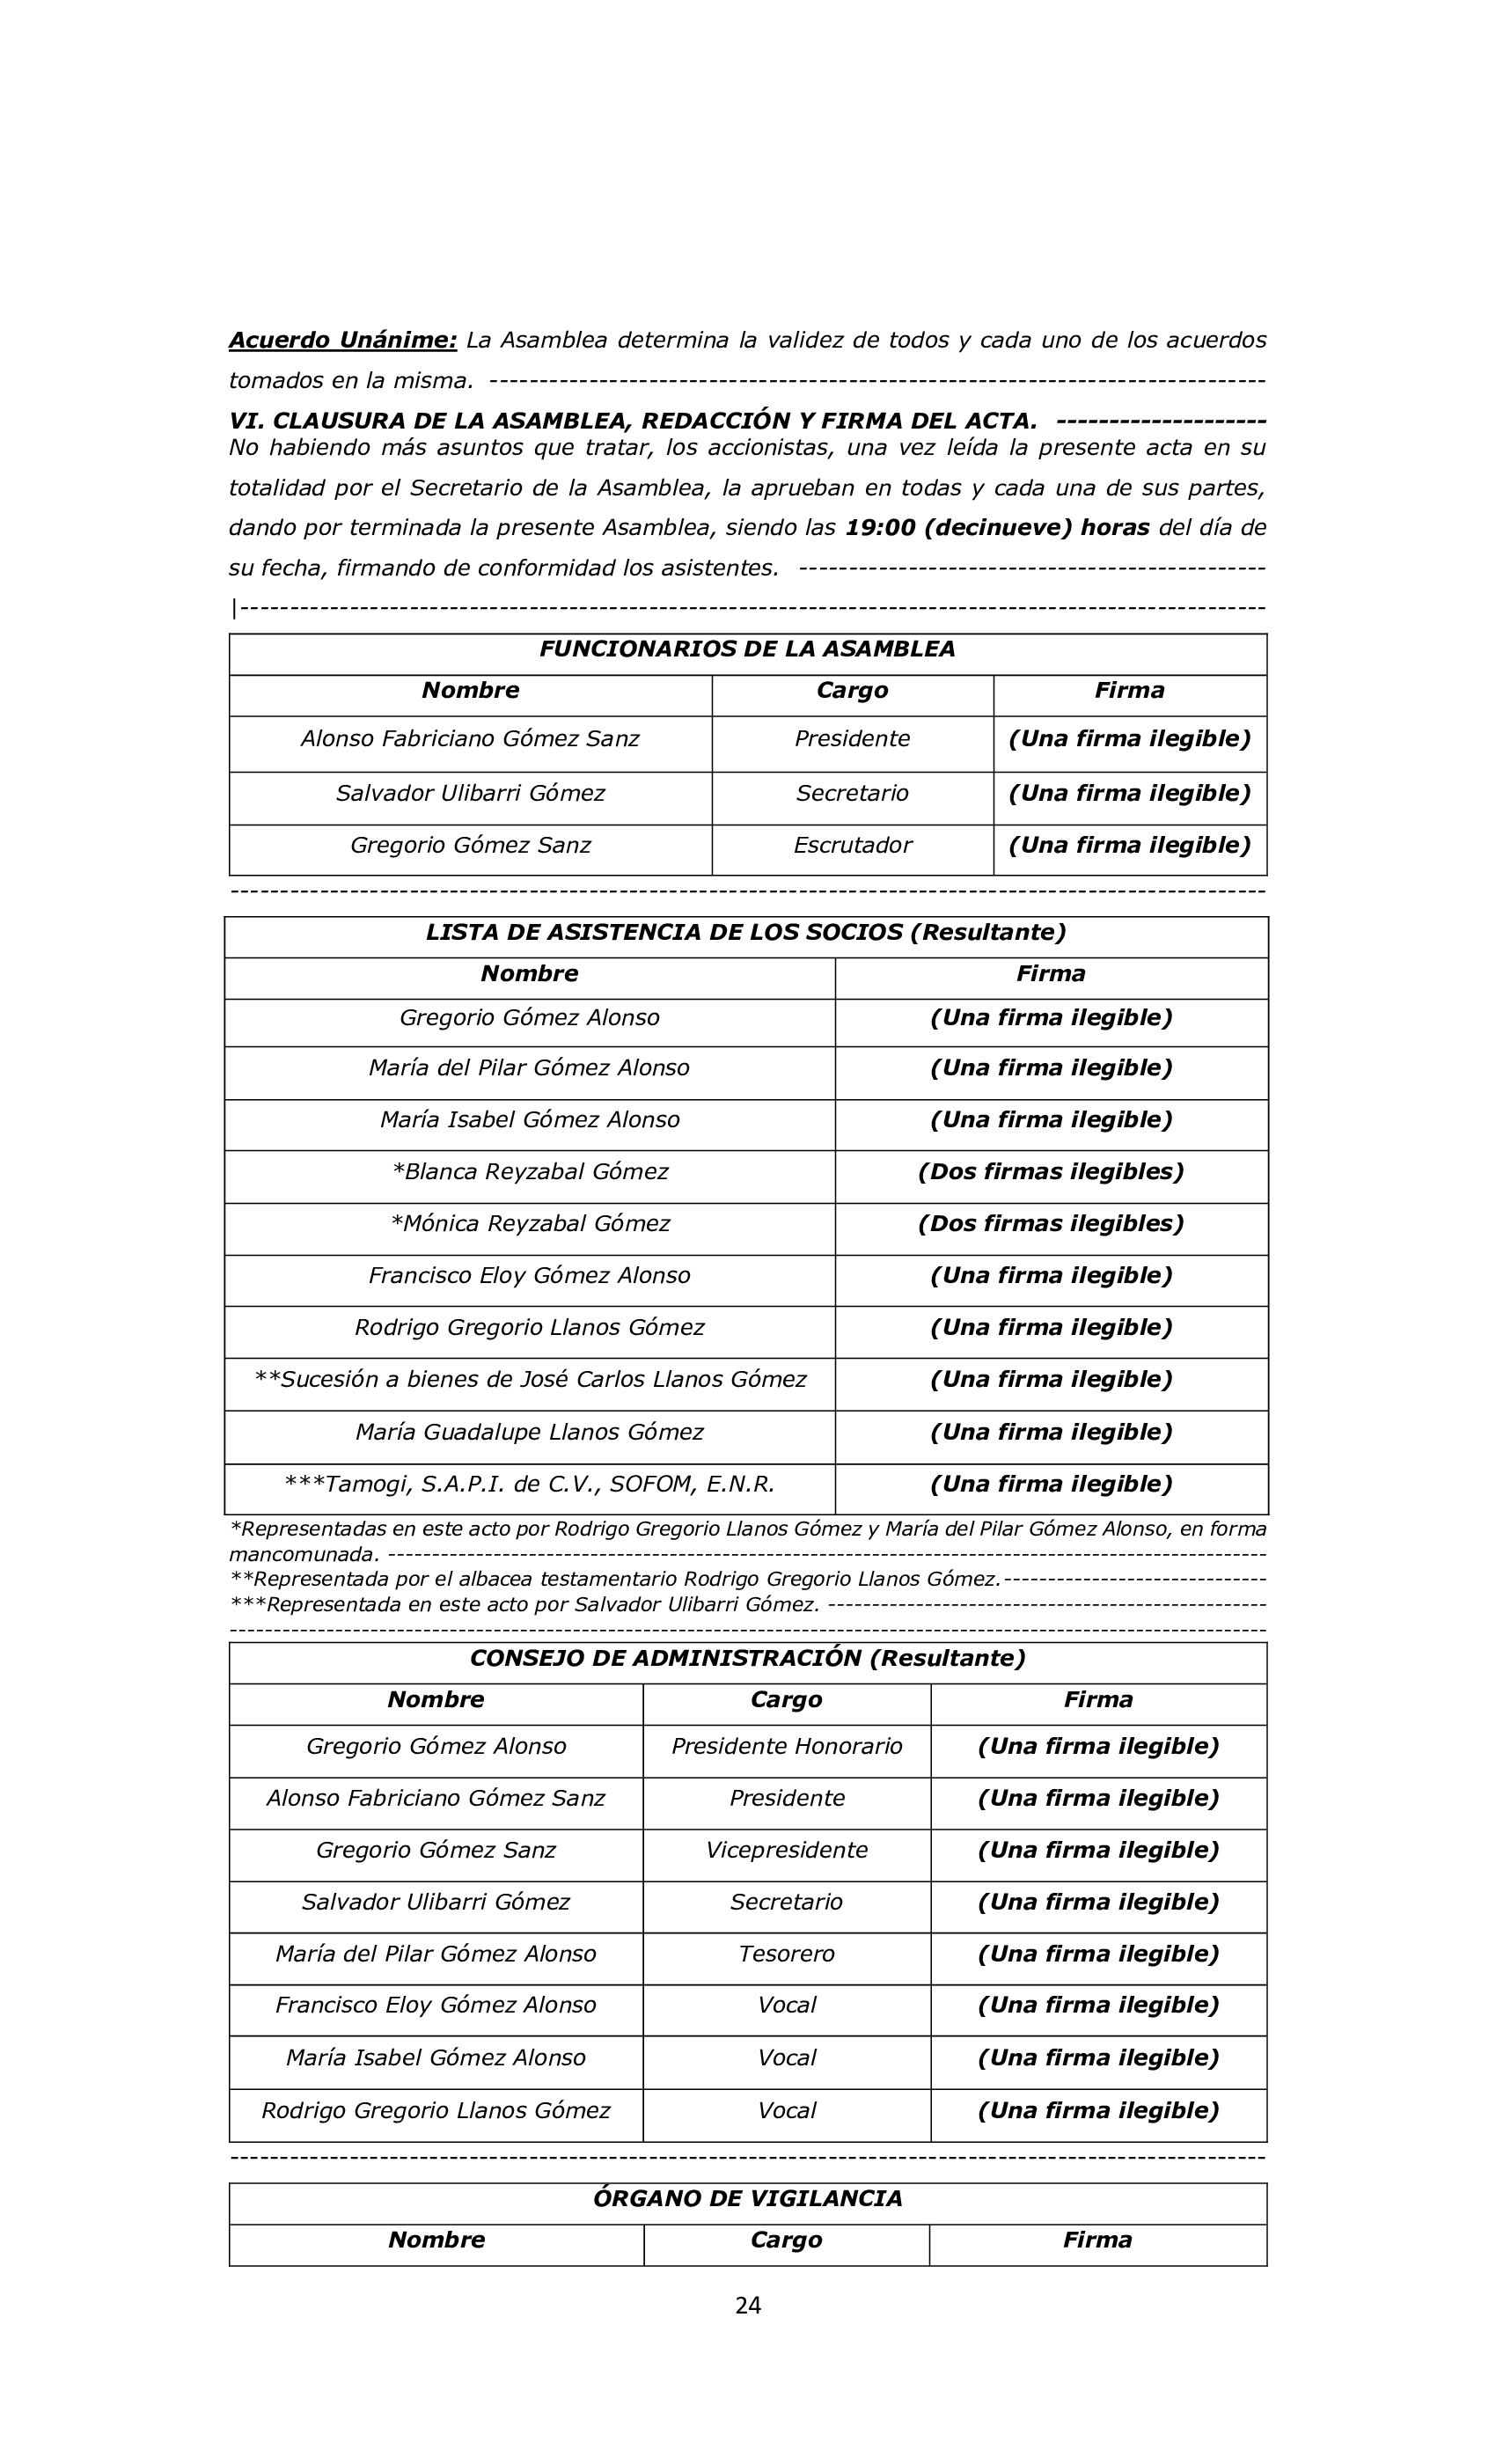 Acuerdo Unánime: La Asamblea determina la validez de todos y cada uno de los acuerdos
tomados en la misma. ------------------------------------------------------------------------------
VI. CLAUSURA DE LA ASAMBLEA, REDACCIÓN Y FIRMA DEL ACTA. --------------------
No habiendo más asuntos que tratar, los accionistas, una vez leída la presente acta en su
totalidad por el Secretario de la Asamblea, la aprueban en todas y cada una de sus partes,
dando por terminada la presente Asamblea, siendo las 19:00 (decinueve) horas del día de
su fecha, firmando de conformidad los asistentes. -----------------------------------------------
|-------------------------------------------------------------------------------------------------------
FUNCIONARIOS DE LA ASAMBLEA
Nombre Cargo Firma
Alonso Fabriciano Gómez Sanz Presidente (Una firma ilegible)
Salvador Ulibarri Gómez Secretario (Una firma ilegible)
Gregorio Gómez Sanz Escrutador (Una firma ilegible)
--------------------------------------------------------------------------------------------------------
LISTA DE ASISTENCIA DE LOS SOCIOS (Resultante)
Nombre Firma
Gregorio Gómez Alonso (Una firma ilegible)
María del Pilar Gómez Alonso (Una firma ilegible)
María Isabel Gómez Alonso (Una firma ilegible)
*Blanca Reyzabal Gómez (Dos firmas ilegibles)
*Mónica Reyzabal Gómez (Dos firmas ilegibles)
Francisco Eloy Gómez Alonso (Una firma ilegible)
Rodrigo Gregorio Llanos Gómez (Una firma ilegible)
**Sucesión a bienes de José Carlos Llanos Gómez (Una firma ilegible)
María Guadalupe Llanos Gómez (Una firma ilegible)
***Tamogi, S.A.P.I. de C.V., SOFOM, E.N.R. (Una firma ilegible)
*Representadas en este acto por Rodrigo Gregorio Llanos Gómez y María del Pilar Gómez Alonso, en forma
mancomunada. ----------------------------------------------------------------------------------------------------
**Representada por el albacea testamentario Rodrigo Gregorio Llanos Gómez.------------------------------
***Representada en este acto por Salvador Ulibarri Gómez. --------------------------------------------------
----------------------------------------------------------------------------------------------------------------------
CONSEJO DE ADMINISTRACIÓN (Resultante)
Nombre Cargo Firma
Gregorio Gómez Alonso Presidente Honorario (Una firma ilegible)
Alonso Fabriciano Gómez Sanz Presidente (Una firma ilegible)
Gregorio Gómez Sanz Vicepresidente (Una firma ilegible)
Salvador Ulibarri Gómez Secretario (Una firma ilegible)
María del Pilar Gómez Alonso Tesorero (Una firma ilegible)
Francisco Eloy Gómez Alonso Vocal (Una firma ilegible)
María Isabel Gómez Alonso Vocal (Una firma ilegible)
Rodrigo Gregorio Llanos Gómez Vocal (Una firma ilegible)
--------------------------------------------------------------------------------------------------------
ÓRGANO DE VIGILANCIA
Nombre Cargo Firma
24